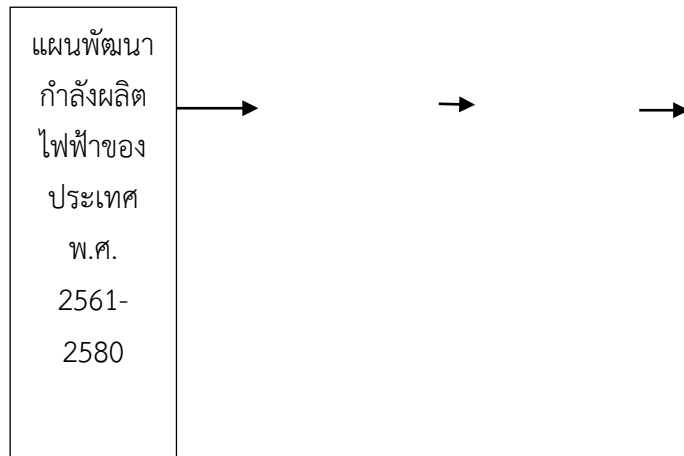 แผนพัฒนา
กำลังผลิต
ไฟฟ้าของ
ประเทศ
พ.ศ.
2561-
2580